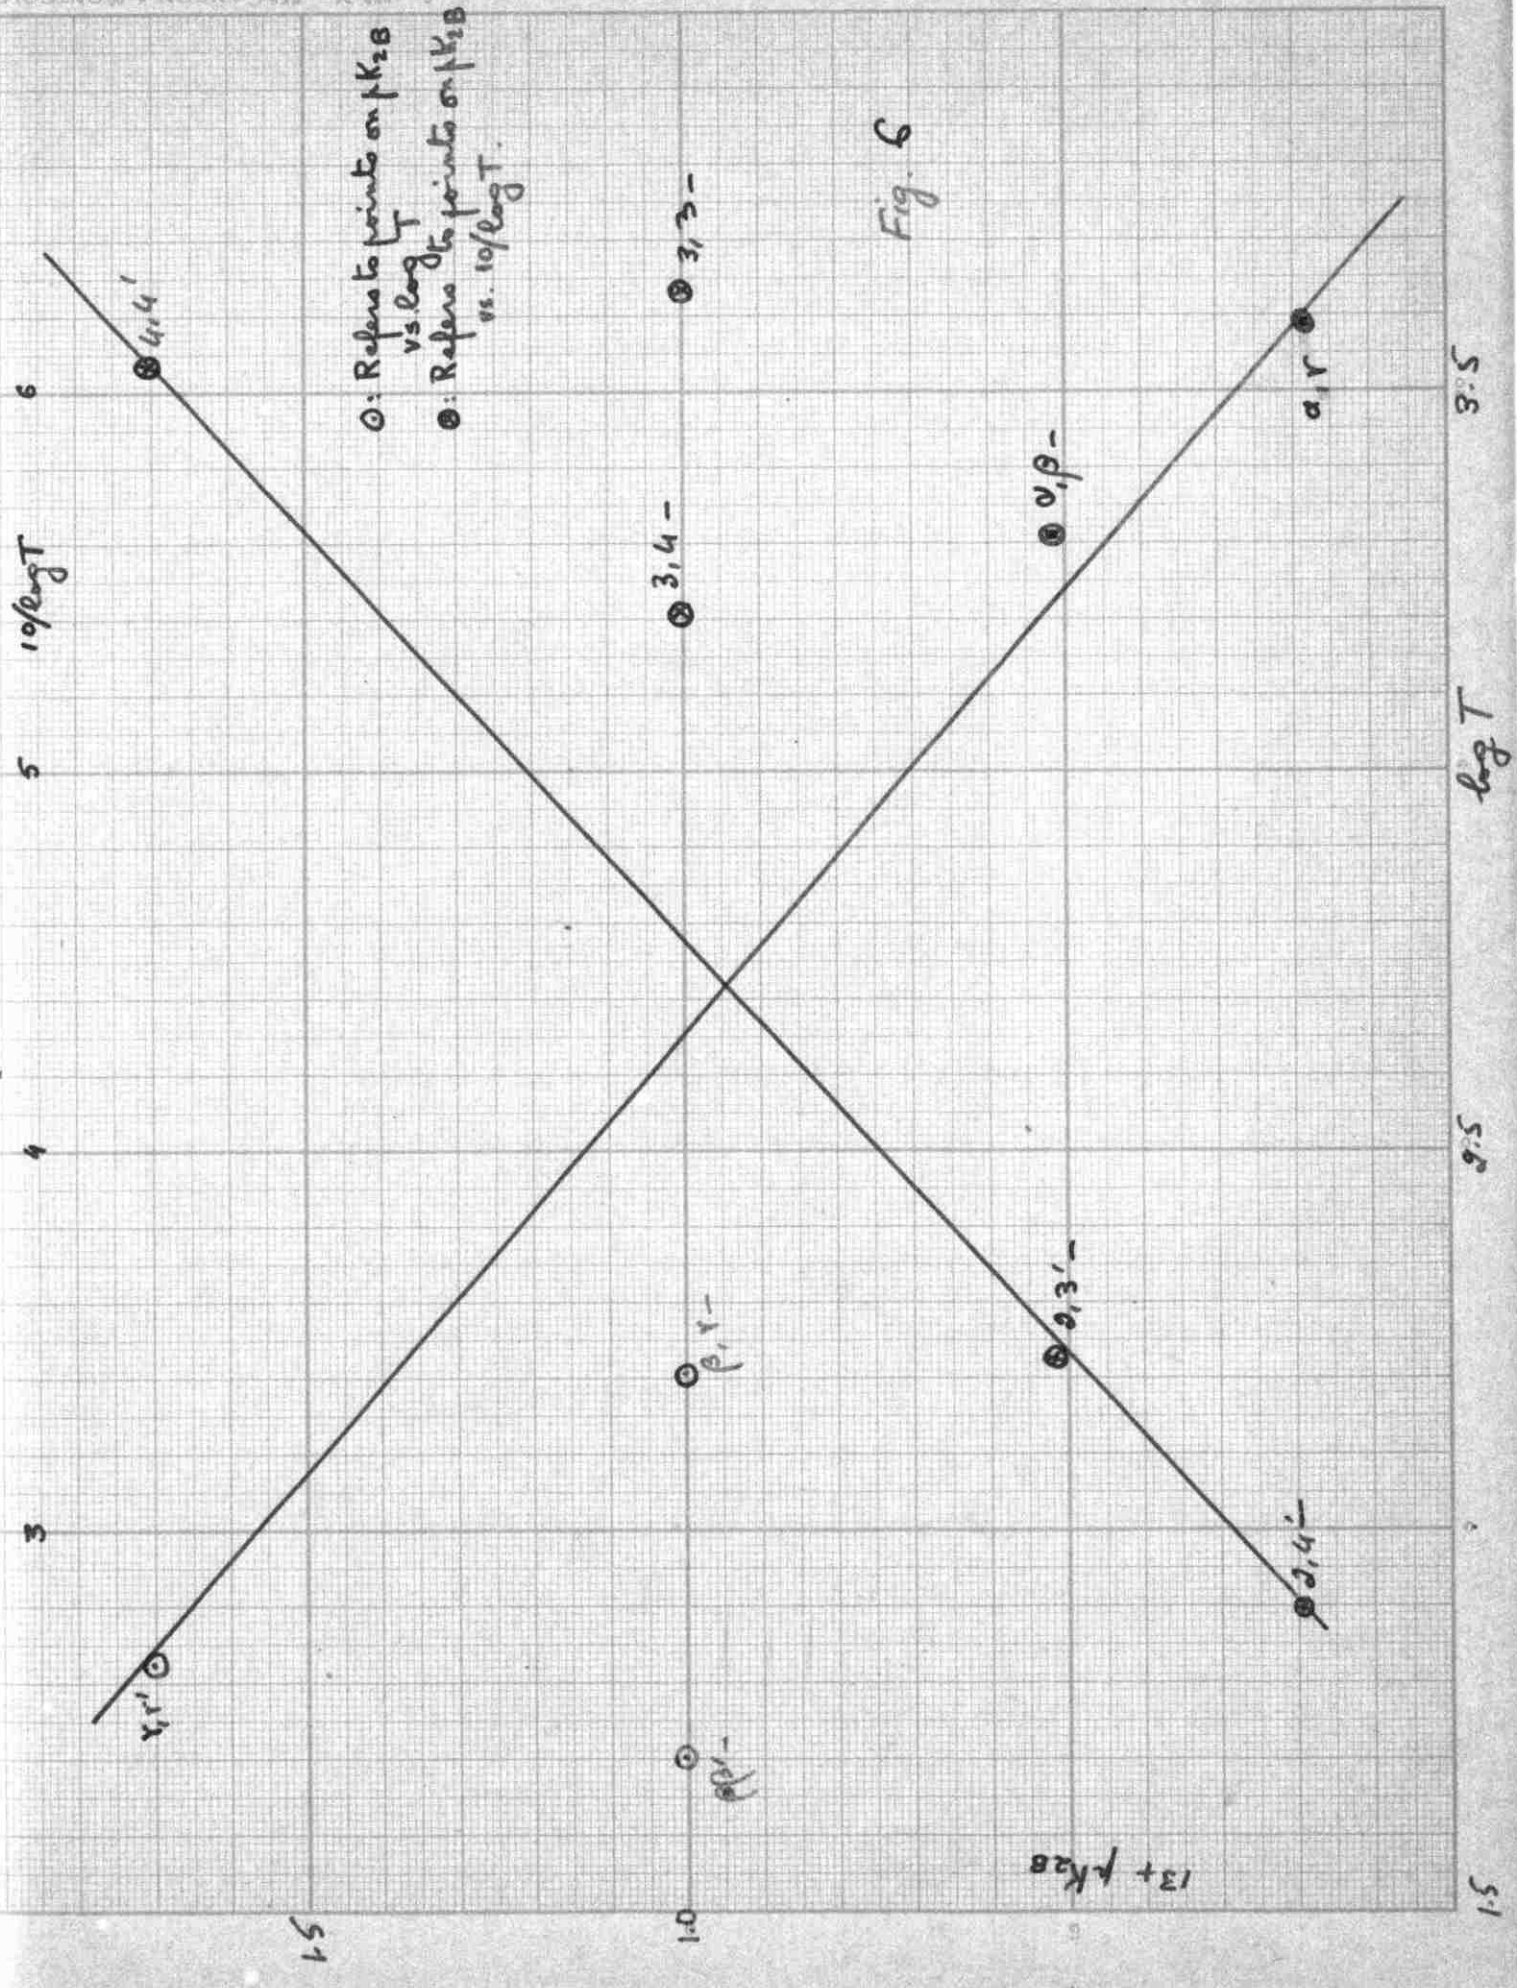 10/log T
3
4
5
6
⊙: Refers to points on pK2B
vs. log T
⊗: Refers to points on pK2B
vs. 10/log T.
4,4'
γ,γ'
3,4 –
3,3 –
β,γ –
ββ' –
Fig. 6
2,3' –
α,β –
2,4' –
α,γ
1.5
1.0
13 + pK2B
1.5
2.5
3.5
log T